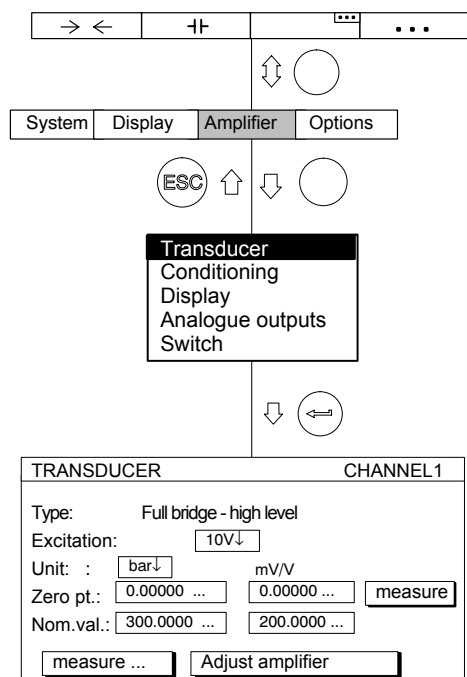 → ← ⊣⊢ ... ...
System Display Amplifier Options
ESC
Transducer
Conditioning
Display
Analogue outputs
Switch
TRANSDUCER CHANNEL1
Type: Full bridge - high level
Excitation: 10V↓
Unit: : bar↓ mV/V
Zero pt.: 0.00000 ... 0.00000 ... measure
Nom.val.: 300.0000 ... 200.0000 ...
measure ... Adjust amplifier